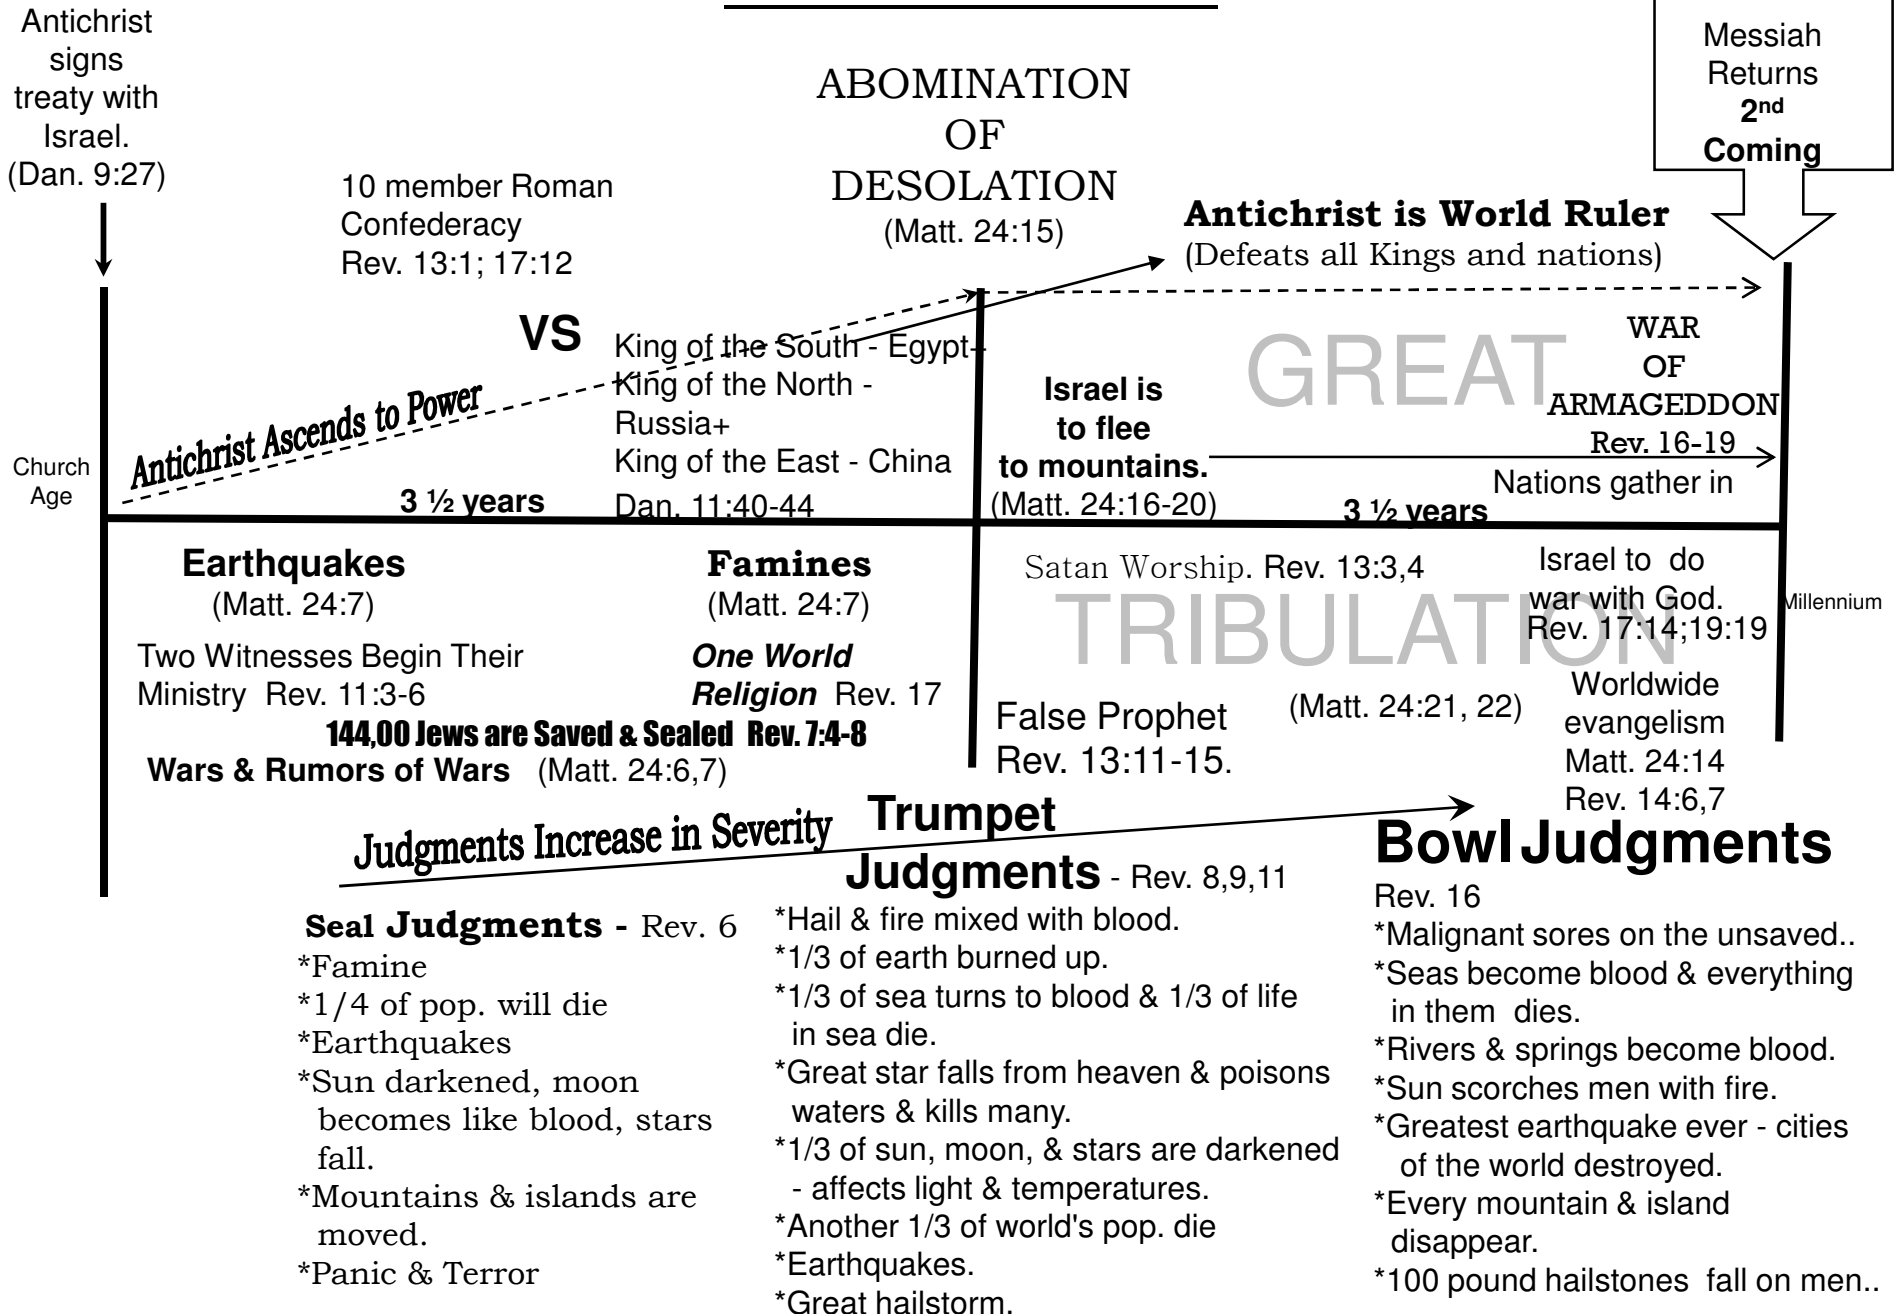 Antichrist
signs
treaty with
Israel.
(Dan. 9:27)
10 member Roman
Confederacy
Rev. 13:1; 17:12
ABOMINATION
OF
DESOLATION
(Matt. 24:15)
Messiah
Returns
2nd
Coming
Antichrist is World Ruler
(Defeats all Kings and nations)
VS
King of the South - Egypt+
King of the North -
Russia+
King of the East - China
Dan. 11:40-44
Antichrist Ascends to Power
3 ½ years
Church
Age
Israel is
to flee
to mountains.
(Matt. 24:16-20)
GREAT
WAR
OF
ARMAGEDDON
Rev. 16-19
Nations gather in
3 ½ years
Earthquakes
(Matt. 24:7)
Famines
(Matt. 24:7)
Two Witnesses Begin Their
Ministry Rev. 11:3-6
One World
Religion Rev. 17
144,00 Jews are Saved & Sealed Rev. 7:4-8
Wars & Rumors of Wars (Matt. 24:6,7)
Satan Worship. Rev. 13:3,4
TRIBULATION
Israel to do
war with God.
Rev. 17:14;19:19
Millennium
False Prophet
Rev. 13:11-15.
(Matt. 24:21, 22)
Worldwide
evangelism
Matt. 24:14
Rev. 14:6,7
Judgments Increase in Severity
Seal Judgments - Rev. 6
*Famine
*1/4 of pop. will die
*Earthquakes
*Sun darkened, moon
becomes like blood, stars
fall.
*Mountains & islands are
moved.
*Panic & Terror
Trumpet
Judgments - Rev. 8,9,11
*Hail & fire mixed with blood.
*1/3 of earth burned up.
*1/3 of sea turns to blood & 1/3 of life
in sea die.
*Great star falls from heaven & poisons
waters & kills many.
*1/3 of sun, moon, & stars are darkened
- affects light & temperatures.
*Another 1/3 of world's pop. die
*Earthquakes.
*Great hailstorm.
Bowl Judgments
Rev. 16
*Malignant sores on the unsaved..
*Seas become blood & everything
in them dies.
*Rivers & springs become blood.
*Sun scorches men with fire.
*Greatest earthquake ever - cities
of the world destroyed.
*Every mountain & island
disappear.
*100 pound hailstones fall on men..